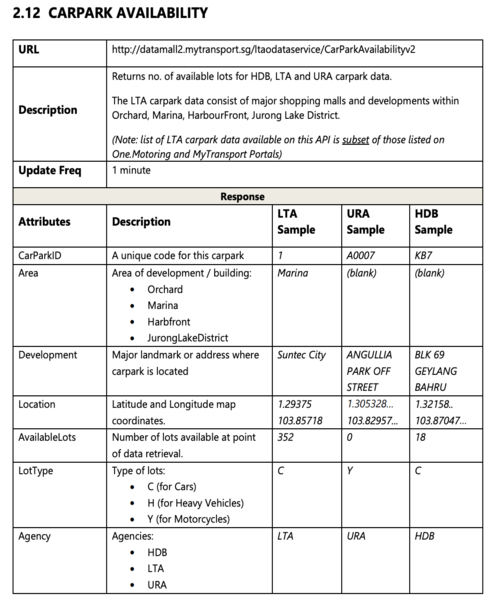 2.12 CARPARK AVAILABILITY
URL
http://datamall2.mytransport.sg/ltaodataservice/CarParkAvailabilityv2
Description
Returns no. of available lots for HDB, LTA and URA carpark data.
The LTA carpark data consist of major shopping malls and developments within
Orchard, Marina, HarbourFront, Jurong Lake District.
(Note: list of LTA carpark data available on this API is subset of those listed on
One.Motoring and MyTransport Portals)
Update Freq
1 minute
Response
Attributes
Description
LTA
Sample
URA
Sample
HDB
Sample
CarParkID
A unique code for this carpark
1
A0007
KB7
Area
Area of development / building:
• Orchard
• Marina
• Harbfront
• JurongLakeDistrict
Marina
(blank)
(blank)
Development
Major landmark or address where
carpark is located
Suntec City
ANGULLIA
PARK OFF
STREET
BLK 69
GEYLANG
BAHRU
Location
Latitude and Longitude map
coordinates.
1.29375
103.85718
1.305328...
103.82957...
1.32158..
103.87047...
AvailableLots
Number of lots available at point
of data retrieval.
352
0
18
LotType
Type of lots:
• C (for Cars)
• H (for Heavy Vehicles)
• Y (for Motorcycles)
C
Y
C
Agency
Agencies:
• HDB
• LTA
• URA
LTA
URA
HDB